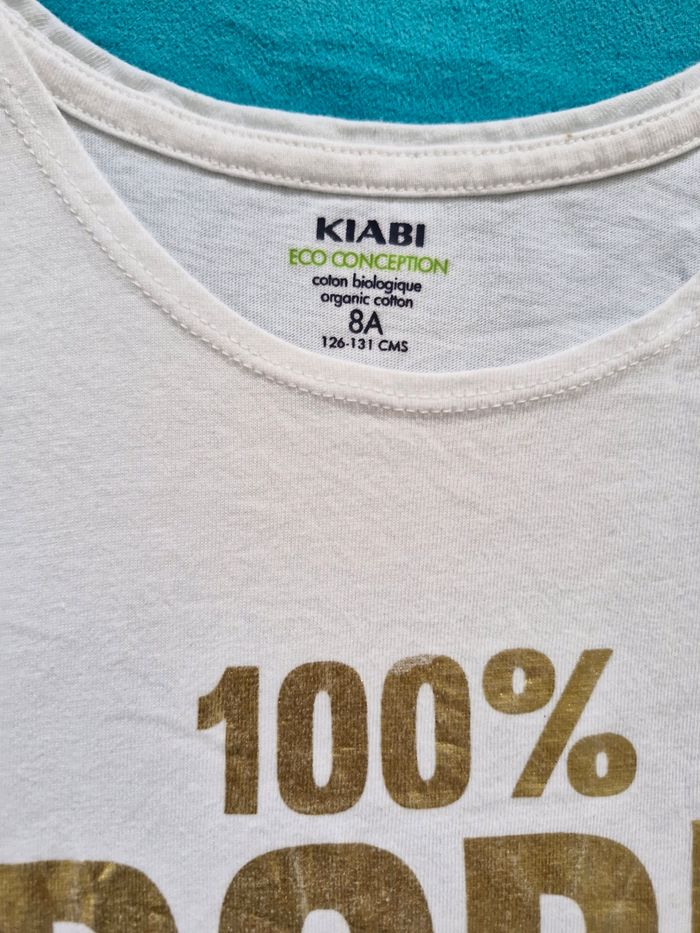 KIABI
ECO CONCEPTION
coton biologique
organic cotton
8A
126-131 CMS
100%